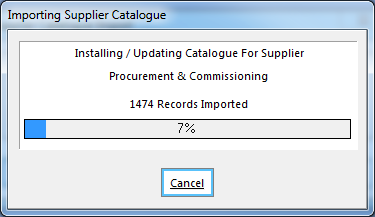 Importing Supplier Catalogue
Installing / Updating Catalogue For Supplier
Procurement & Commissioning
1474 Records Imported
7%
Cancel